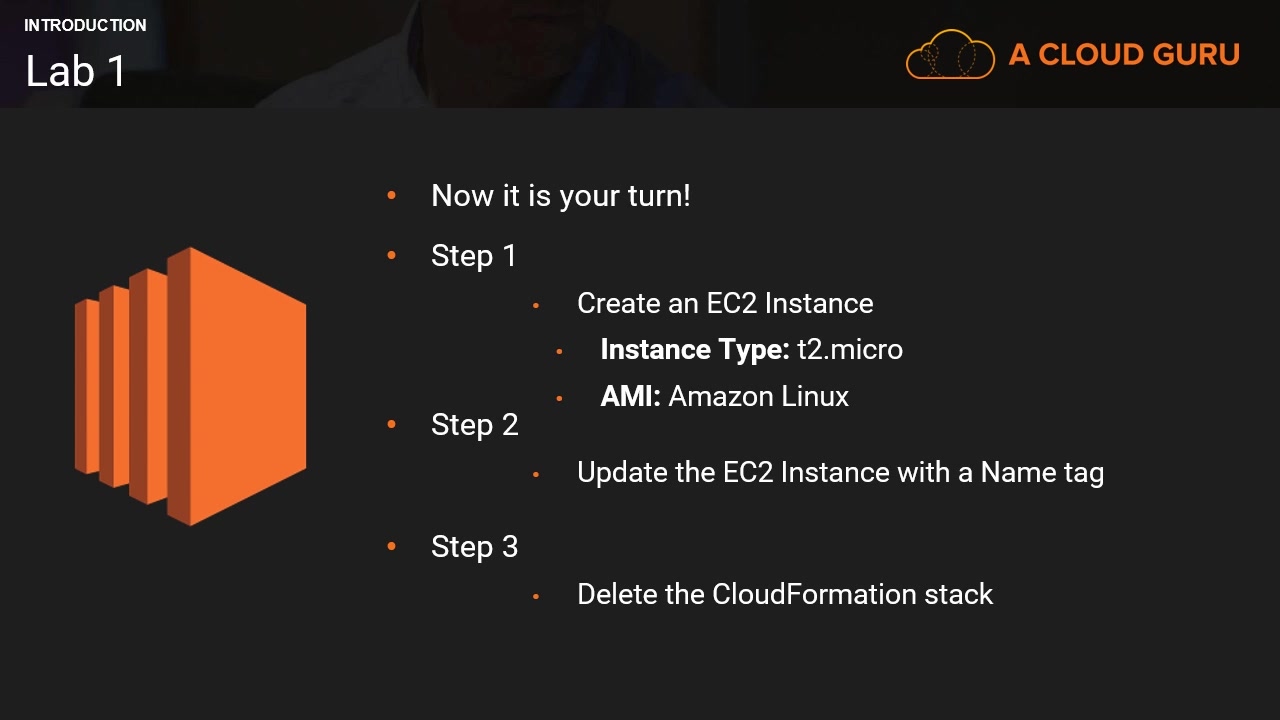 INTRODUCTION
Lab 1
A CLOUD GURU
• Now it is your turn!
• Step 1
• Create an EC2 Instance
• Instance Type: t2.micro
• AMI: Amazon Linux
• Step 2
• Update the EC2 Instance with a Name tag
• Step 3
• Delete the CloudFormation stack